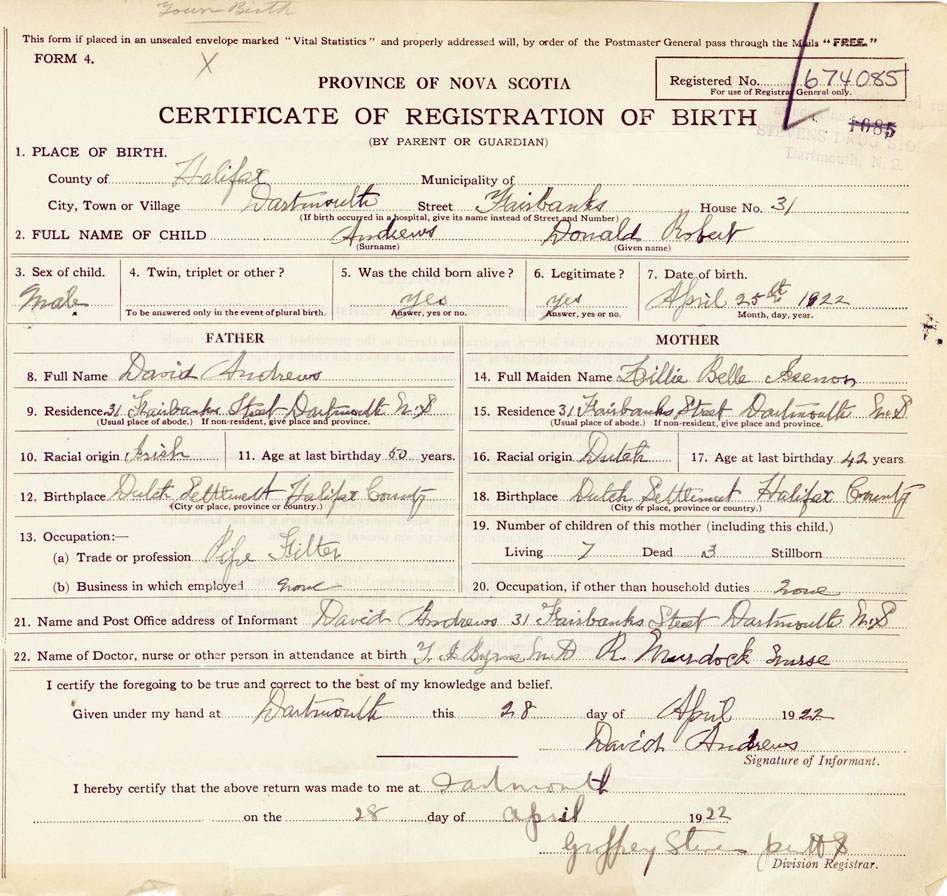 Town Birth
This form if placed in an unsealed envelope marked "Vital Statistics" and properly addressed will, by order of the Postmaster General pass through the Mails "FREE."
FORM 4.
X
PROVINCE OF NOVA SCOTIA
Registered No. 674085
For use of Registrar General only.
CERTIFICATE OF REGISTRATION OF BIRTH
1085
(BY PARENT OR GUARDIAN)
STEVENS DRUG STO
Dartmouth, N. S.
1. PLACE OF BIRTH.
County of Halifax Municipality of
City, Town or Village Dartmouth Street Fairbanks House No. 31
(If birth occurred in a hospital, give its name instead of Street and Number)
2. FULL NAME OF CHILD Andrews Donald Robert
(Surname) (Given name)
3. Sex of child. 4. Twin, triplet or other? 5. Was the child born alive? 6. Legitimate? 7. Date of birth.
Male yes yes April 25th 1922
To be answered only in the event of plural birth. Answer, yes or no. Answer, yes or no. Month, day, year.
FATHER MOTHER
8. Full Name David Andrews 14. Full Maiden Name Lillie Belle
9. Residence 31 Fairbanks Street Dartmouth N.S 15. Residence 31 Fairbanks Street Dartmouth N.S.
(Usual place of abode.) If non-resident, give place and province. (Usual place of abode.) If non-resident, give place and province.
10. Racial origin Irish 11. Age at last birthday 50 years. 16. Racial origin Dutch 17. Age at last birthday 42 years
12. Birthplace Dutch Settlement Halifax County 18. Birthplace Dutch Settlement Halifax County
(City or place, province or country.) (City or place, province or country.)
13. Occupation:— 19. Number of children of this mother (including this child.)
(a) Trade or profession Pipe Fitter Living 7 Dead 3 Stillborn
(b) Business in which employed none 20. Occupation, if other than household duties none
21. Name and Post Office address of Informant David Andrews 31 Fairbanks Street Dartmouth N.S
22. Name of Doctor, nurse or other person in attendance at birth Byrne M.D R. Murdock nurse
I certify the foregoing to be true and correct to the best of my knowledge and belief.
Given under my hand at Dartmouth this 28 day of April 1922
David Andrews
Signature of Informant.
I hereby certify that the above return was made to me at Dartmouth
on the 28 day of April 1922
Division Registrar.